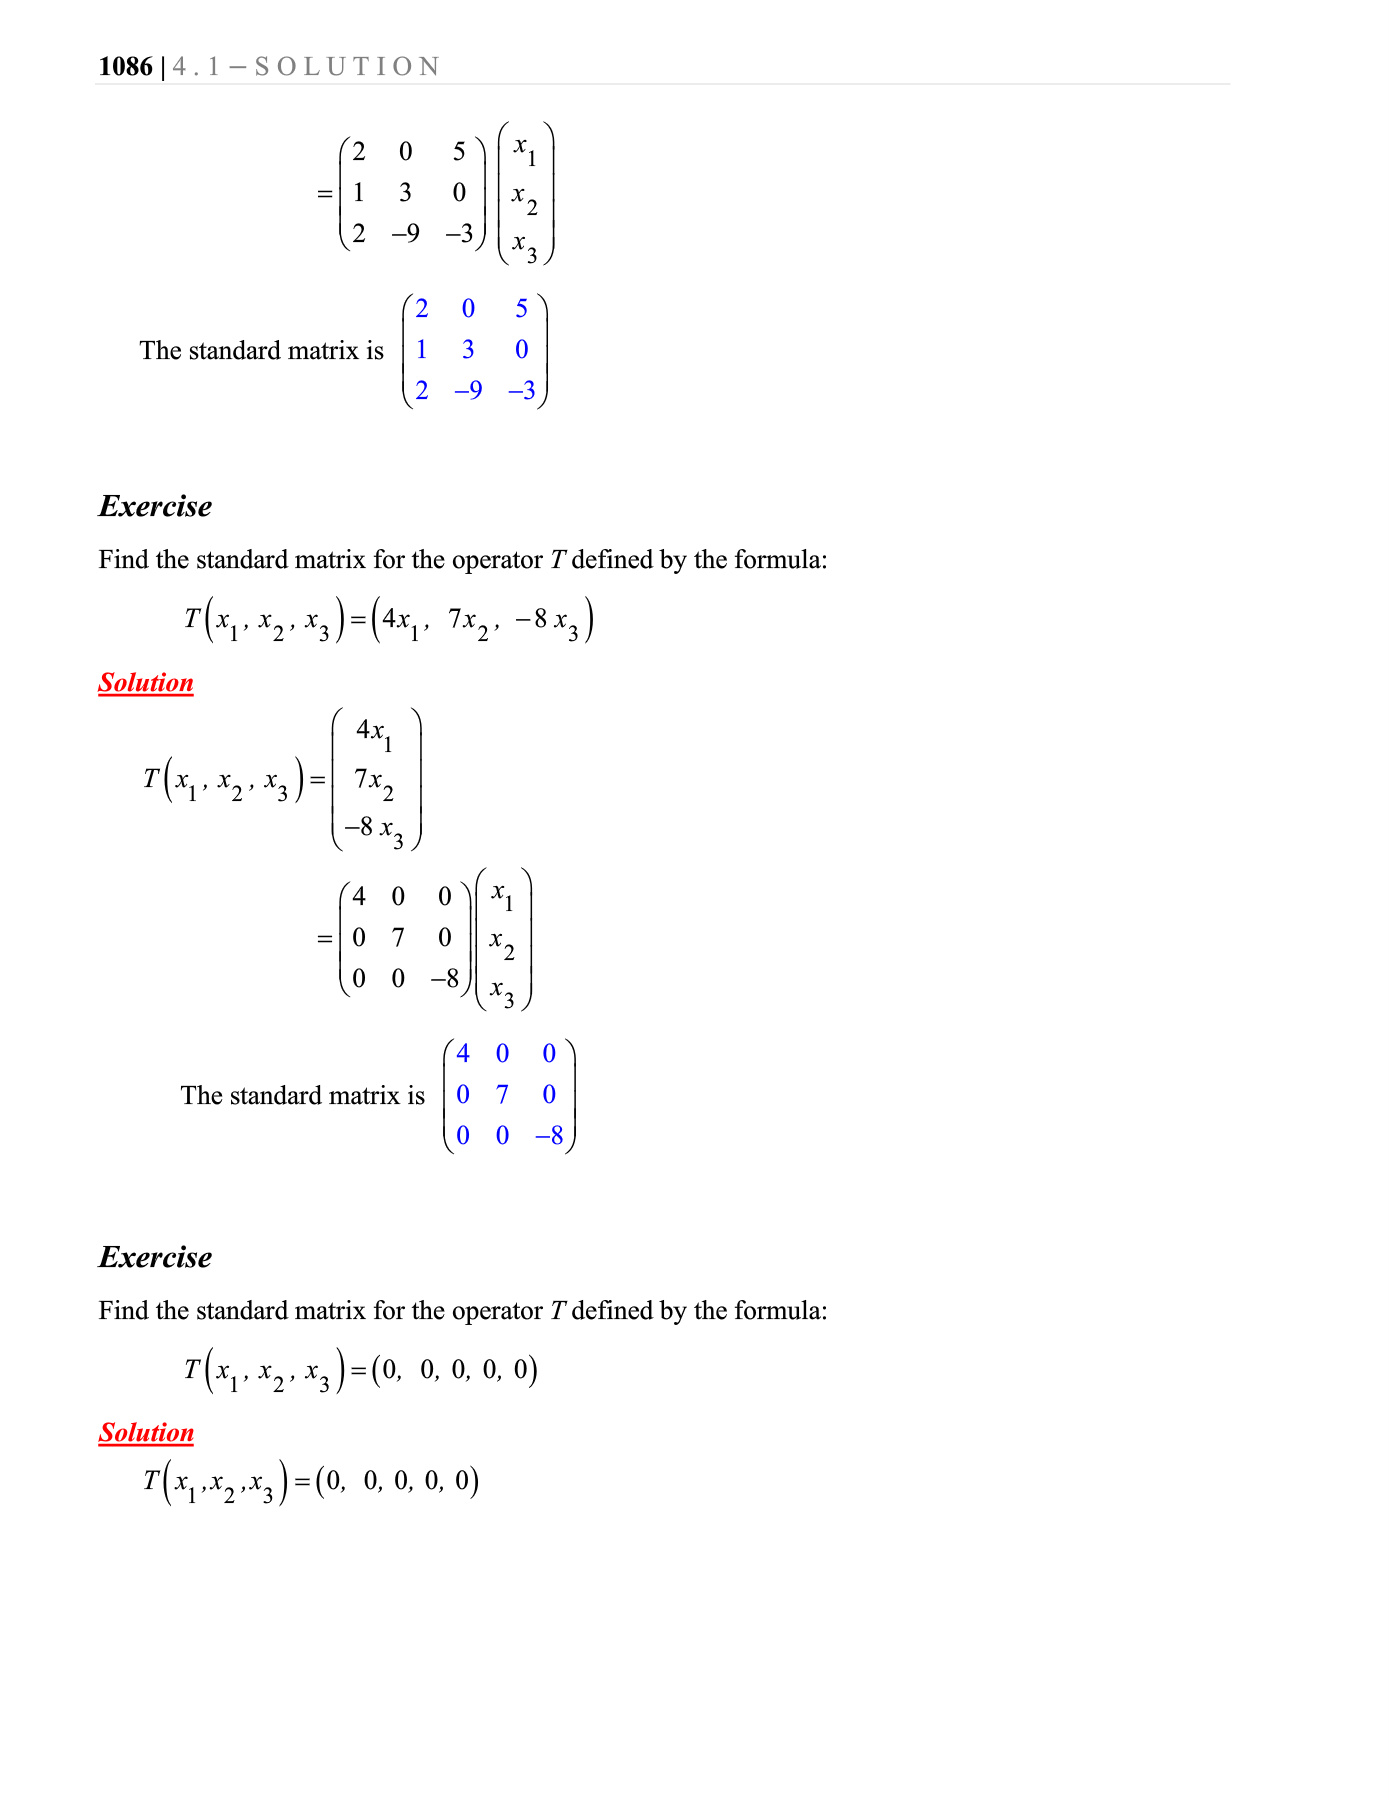 1086 | 4 . 1 – S O L U T I O N
= \begin{pmatrix} 2 & 0 & 5 \\ 1 & 3 & 0 \\ 2 & -9 & -3 \end{pmatrix} \begin{pmatrix} x_1 \\ x_2 \\ x_3 \end{pmatrix}
The standard matrix is \begin{pmatrix} 2 & 0 & 5 \\ 1 & 3 & 0 \\ 2 & -9 & -3 \end{pmatrix}
Exercise
Find the standard matrix for the operator T defined by the formula:
T(x_1, x_2, x_3) = (4x_1, 7x_2, -8x_3)
Solution
T(x_1, x_2, x_3) = \begin{pmatrix} 4x_1 \\ 7x_2 \\ -8x_3 \end{pmatrix}
= \begin{pmatrix} 4 & 0 & 0 \\ 0 & 7 & 0 \\ 0 & 0 & -8 \end{pmatrix} \begin{pmatrix} x_1 \\ x_2 \\ x_3 \end{pmatrix}
The standard matrix is \begin{pmatrix} 4 & 0 & 0 \\ 0 & 7 & 0 \\ 0 & 0 & -8 \end{pmatrix}
Exercise
Find the standard matrix for the operator T defined by the formula:
T(x_1, x_2, x_3) = (0, 0, 0, 0, 0)
Solution
T(x_1, x_2, x_3) = (0, 0, 0, 0, 0)